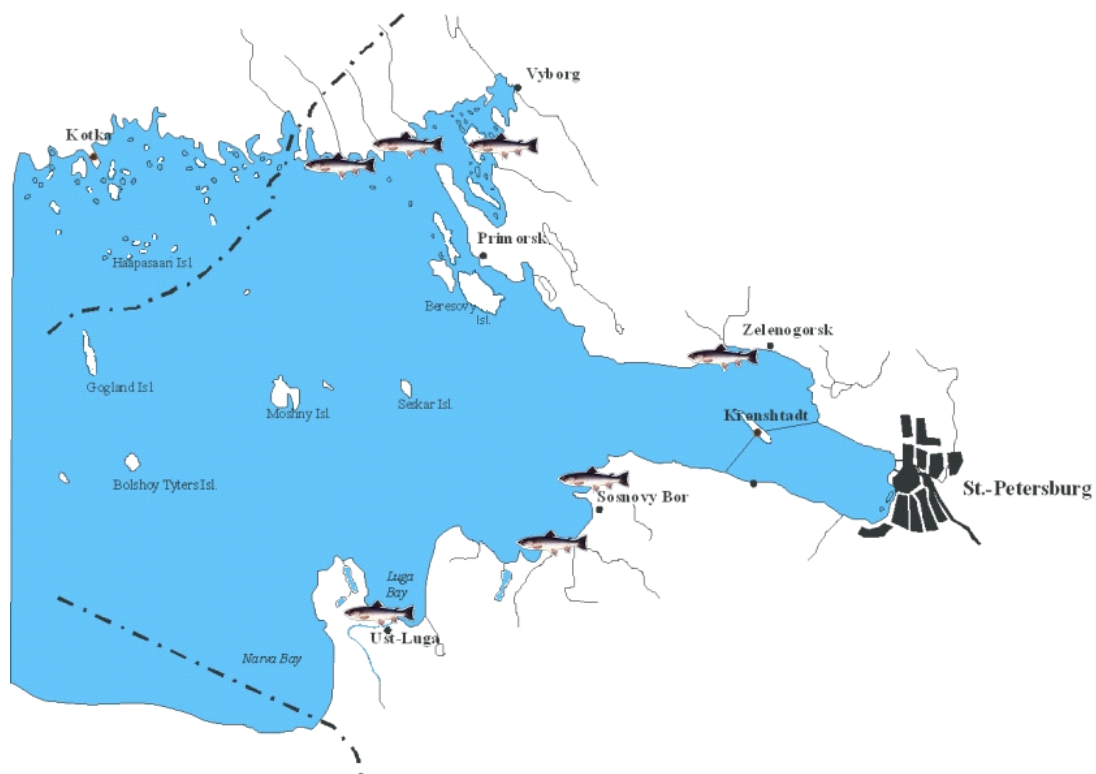 Vyborg
Kotka
Primorsk
Haapasaan Isl
Beresovy
Isl.
Zelenogorsk
Gogland Isl
Moshny Isl.
Seskar Isl.
Kronshtadt
Bolshoy Tyters Isl.
Sosnovy Bor
St.-Petersburg
Luga
Bay
Ust-Luga
Narva Bay